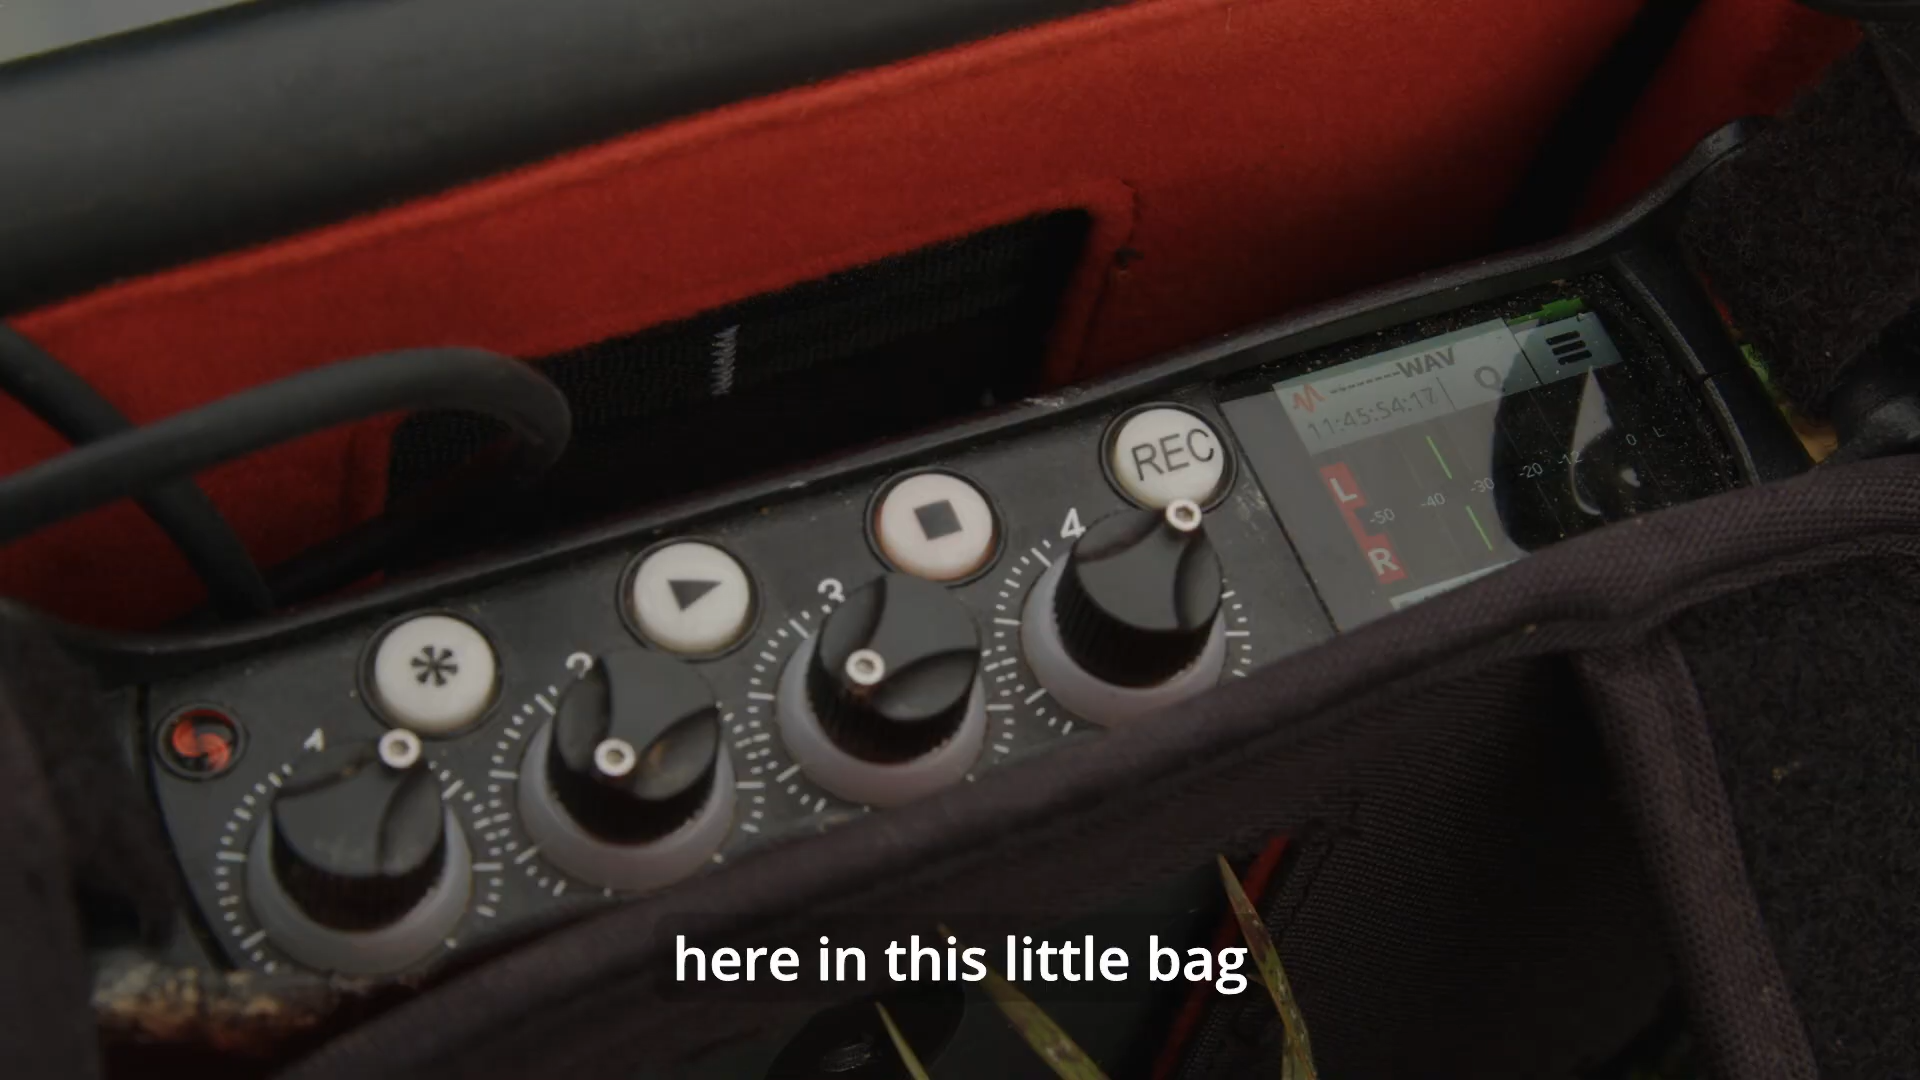 --------WAV
11:45:54:17
Q
L
R
-50 -40 -30 -20 -12 0
L
REC
4
3
2
1
here in this little bag